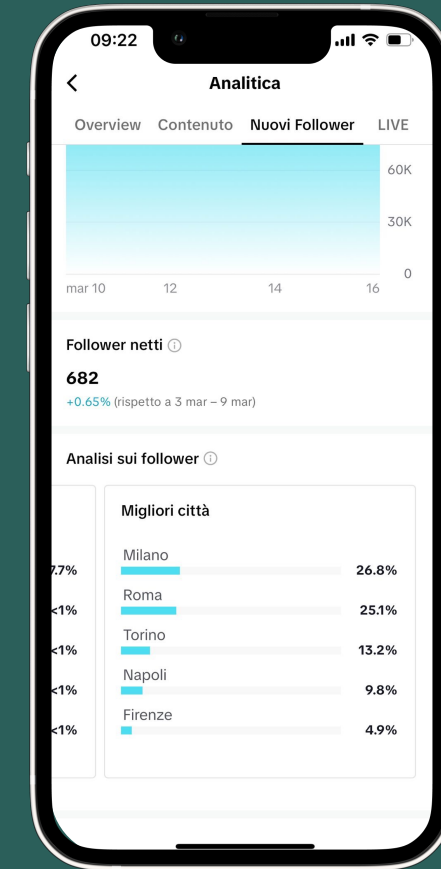 09:22
Analitica
Overview Contenuto Nuovi Follower LIVE
60K
30K
0
mar 10 12 14 16
Follower netti
682
+0.65% (rispetto a 3 mar – 9 mar)
Analisi sui follower
Migliori città
Milano
7.7% 26.8%
Roma
<1% 25.1%
Torino
<1% 13.2%
Napoli
<1% 9.8%
Firenze
<1% 4.9%